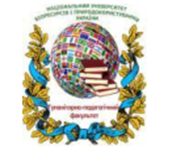 НАЦІОНАЛЬНИЙ УНІВЕРСИТЕТ
БІОРЕСУРСІВ І ПРИРОДОКОРИСТУВАННЯ
УКРАЇНИ
Гуманітарно-педагогічний
факультет